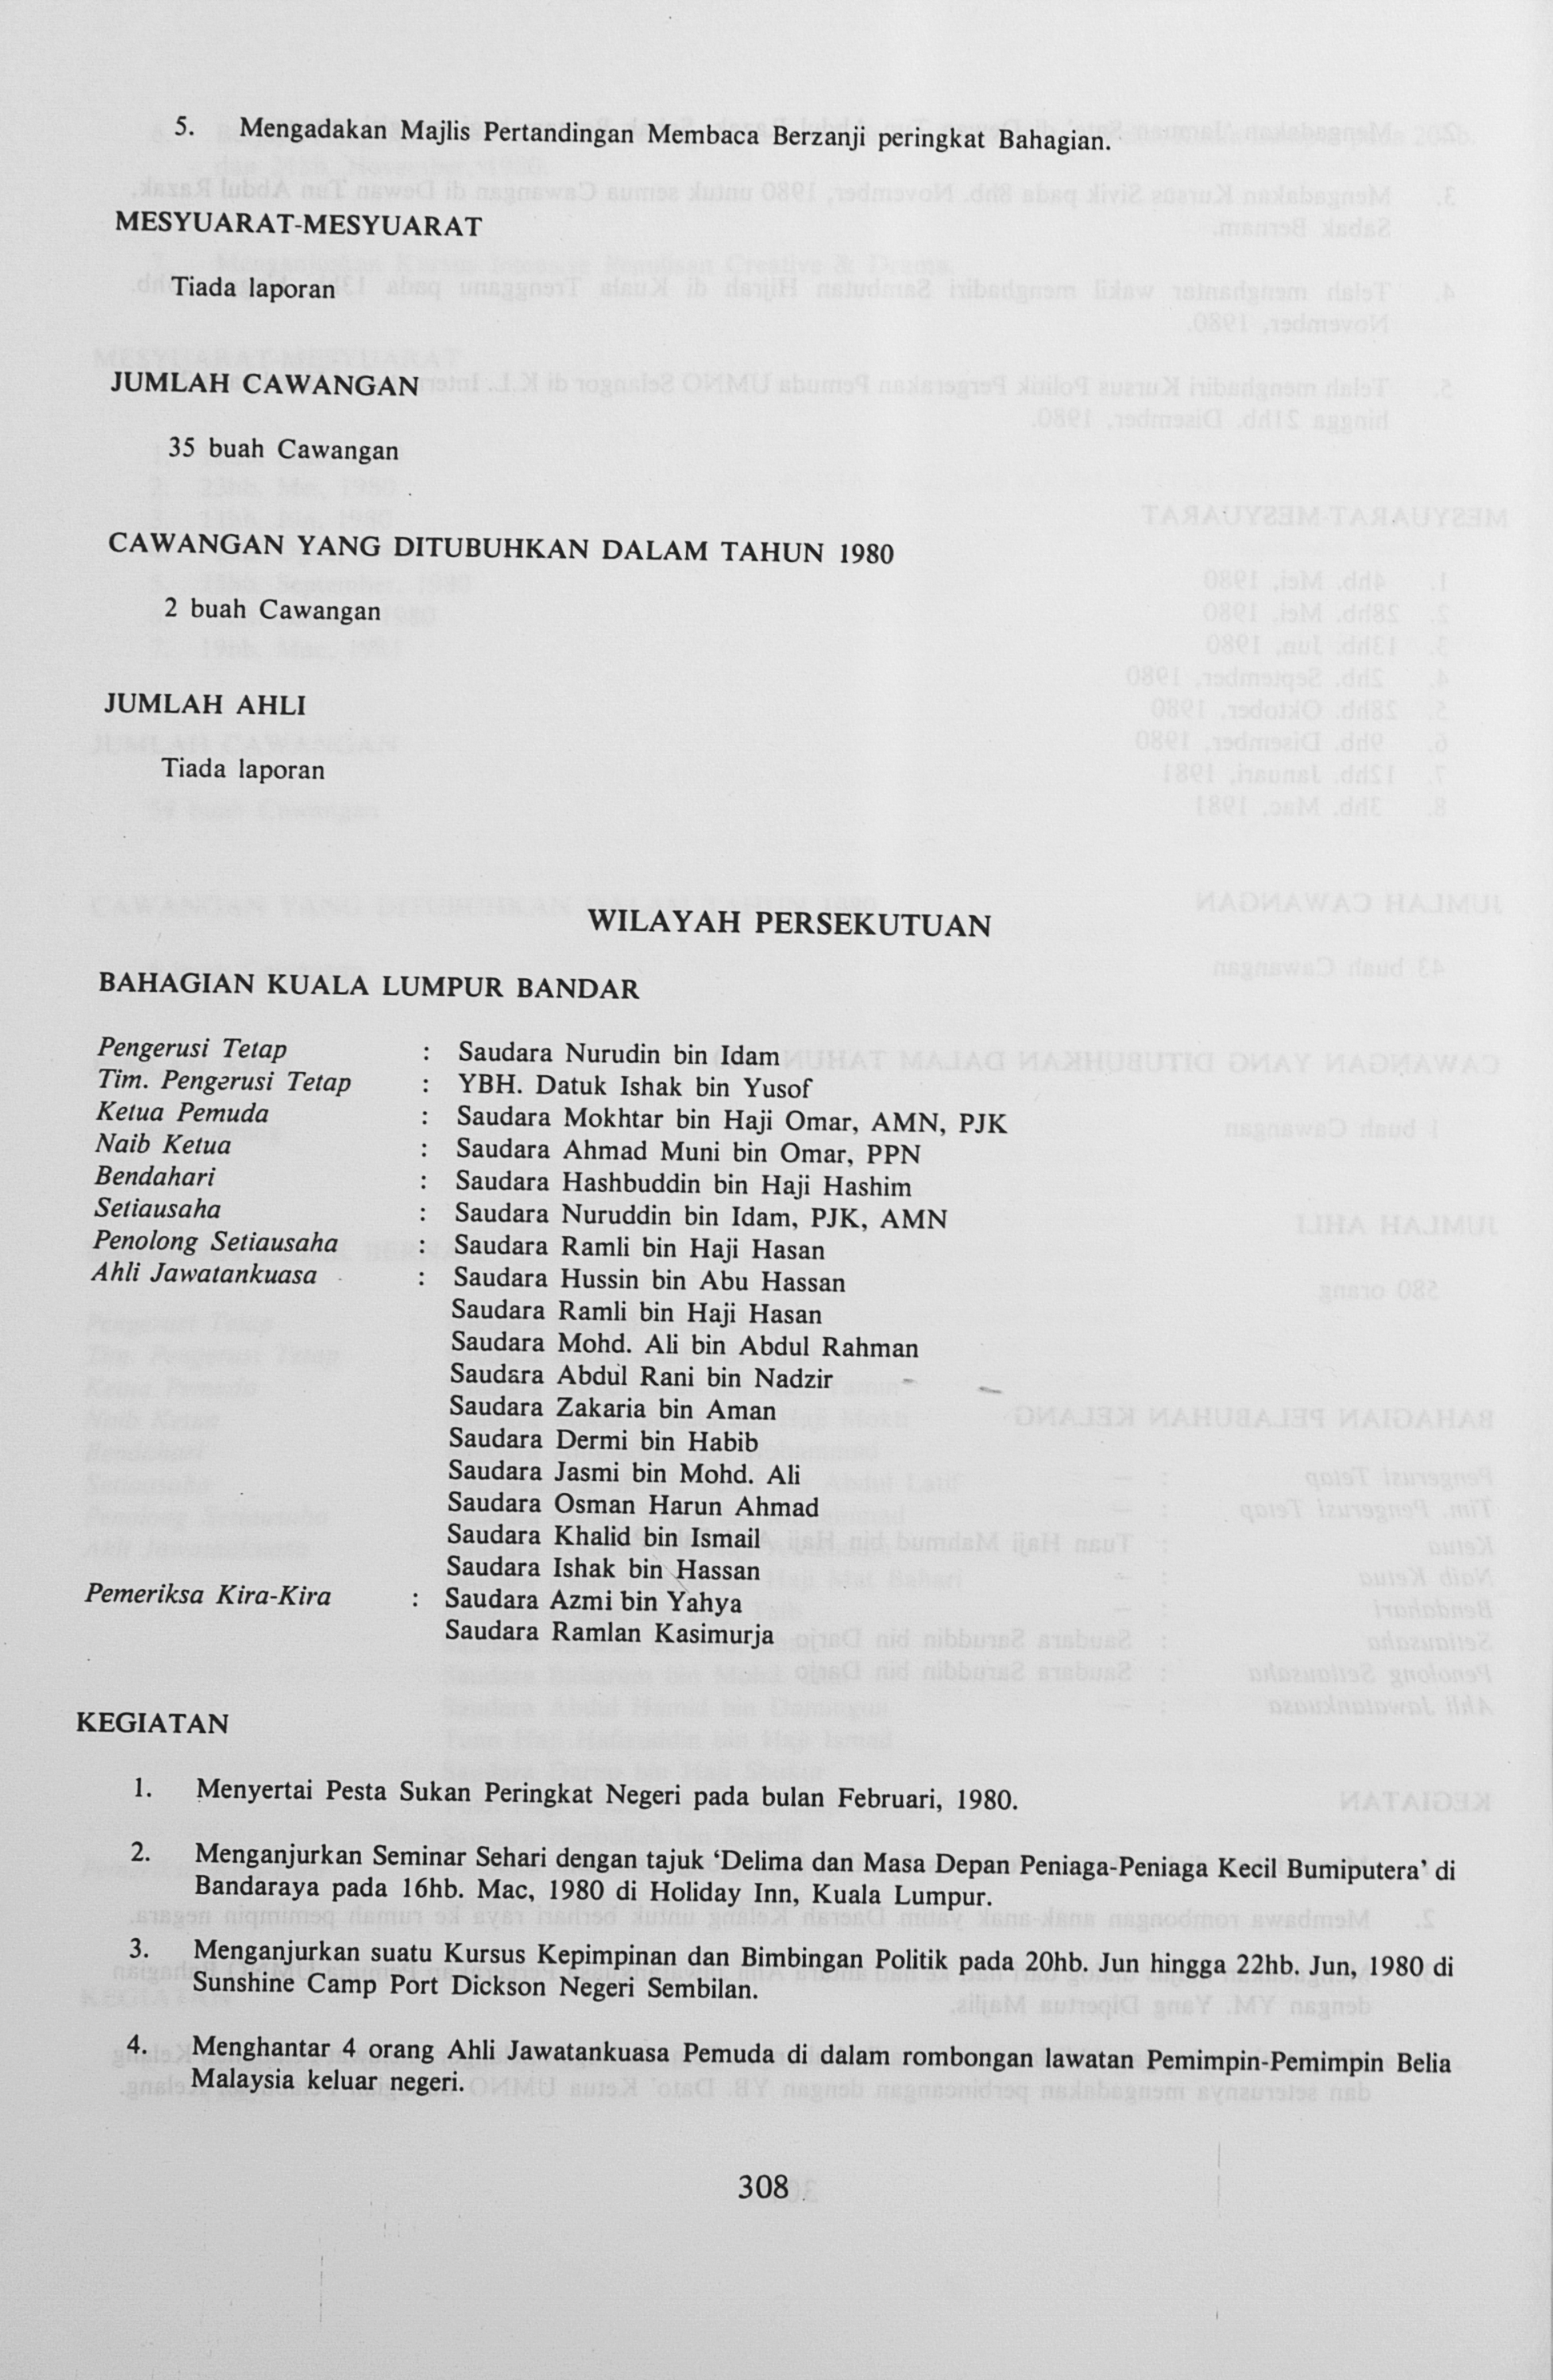 5. Mengadakan Majlis Pertandingan Membaca Berzanji peringkat Bahagian.
MESYUARAT-MESYUARAT
Tiada laporan
JUMLAH CAWANGAN
35 buah Cawangan
CAWANGAN YANG DITUBUHKAN DALAM TAHUN 1980
2 buah Cawangan
JUMLAH AHLI
Tiada laporan
WILAYAH PERSEKUTUAN
BAHAGIAN KUALA LUMPUR BANDAR
Pengerusi Tetap : Saudara Nurudin bin Idam
Tim. Pengerusi Tetap : YBH. Datuk Ishak bin Yusof
Ketua Pemuda : Saudara Mokhtar bin Haji Omar, AMN, PJK
Naib Ketua : Saudara Ahmad Muni bin Omar, PPN
Bendahari : Saudara Hashbuddin bin Haji Hashim
Setiausaha : Saudara Nuruddin bin Idam, PJK, AMN
Penolong Setiausaha : Saudara Ramli bin Haji Hasan
Ahli Jawatankuasa : Saudara Hussin bin Abu Hassan
Saudara Ramli bin Haji Hasan
Saudara Mohd. Ali bin Abdul Rahman
Saudara Abdul Rani bin Nadzir
Saudara Zakaria bin Aman
Saudara Dermi bin Habib
Saudara Jasmi bin Mohd. Ali
Saudara Osman Harun Ahmad
Saudara Khalid bin Ismail
Saudara Ishak bin Hassan
Pemeriksa Kira-Kira : Saudara Azmi bin Yahya
Saudara Ramlan Kasimurja
KEGIATAN
1. Menyertai Pesta Sukan Peringkat Negeri pada bulan Februari, 1980.
2. Menganjurkan Seminar Sehari dengan tajuk ‘Delima dan Masa Depan Peniaga-Peniaga Kecil Bumiputera’ di
Bandaraya pada 16hb. Mac, 1980 di Holiday Inn, Kuala Lumpur.
3. Menganjurkan suatu Kursus Kepimpinan dan Bimbingan Politik pada 20hb. Jun hingga 22hb. Jun, 1980 di
Sunshine Camp Port Dickson Negeri Sembilan.
4. Menghantar 4 orang Ahli Jawatankuasa Pemuda di dalam rombongan lawatan Pemimpin-Pemimpin Belia
Malaysia keluar negeri.
308